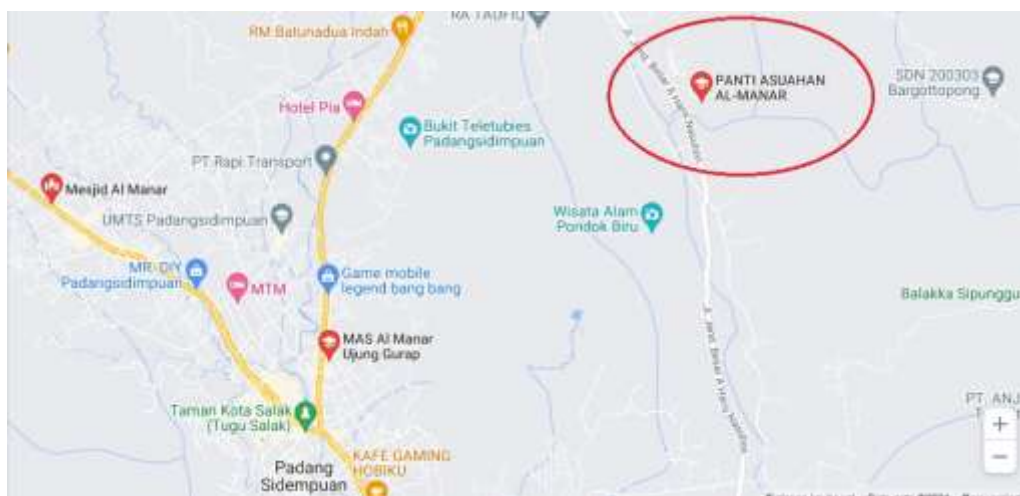 RA TAUFIQ
RM Batunadua Indah
PANTI ASUAHAN
AL-MANAR
SDN 200303
Bargottopong
Hotel Pia
Bukit Teletubies
Padangsidimpuan
PT Rapi Transport
Mesjid Al Manar
UMTS Padangsidimpuan
Wisata Alam
Pondok Biru
MR-DIY
Padangsidimpuan
MTM
Game mobile
legend bang bang
Balakka Sipunggu
MAS Al Manar
Ujung Gurap
Taman Kota Salak
(Tugu Salak)
PT. ANJ
KAFE GAMING
HOBIKU
Padang
Sidempuan
+
−